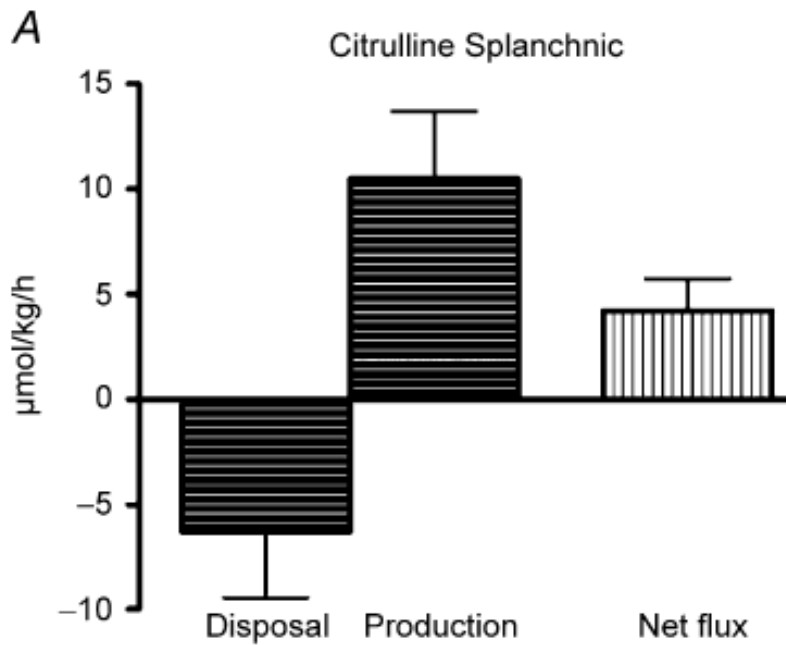 A
Citrulline Splanchnic
15
10
5
0
–5
–10
μmol/kg/h
Disposal Production Net flux